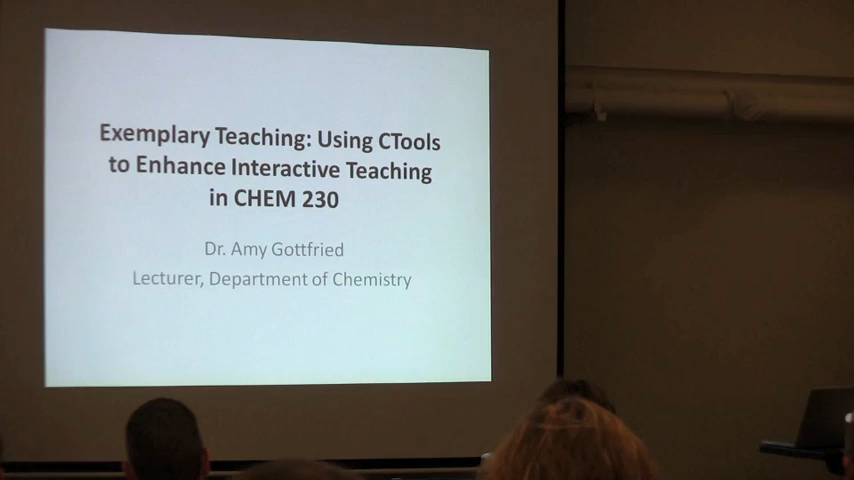 Exemplary Teaching: Using CTools
to Enhance Interactive Teaching
in CHEM 230
Dr. Amy Gottfried
Lecturer, Department of Chemistry